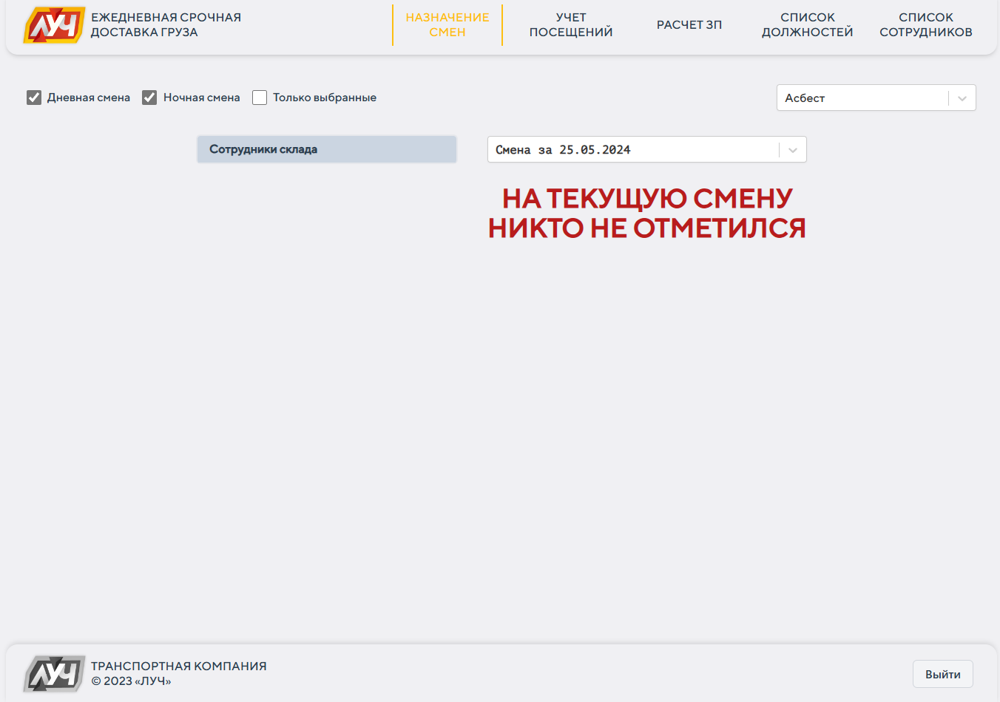 ЛУЧ
ЕЖЕДНЕВНАЯ СРОЧНАЯ
ДОСТАВКА ГРУЗА
НАЗНАЧЕНИЕ
СМЕН
УЧЕТ
ПОСЕЩЕНИЙ
РАСЧЕТ ЗП
СПИСОК
ДОЛЖНОСТЕЙ
СПИСОК
СОТРУДНИКОВ
Дневная смена
Ночная смена
Только выбранные
Асбест
Сотрудники склада
Смена за 25.05.2024
НА ТЕКУЩУЮ СМЕНУ
НИКТО НЕ ОТМЕТИЛСЯ
ЛУЧ
ТРАНСПОРТНАЯ КОМПАНИЯ
© 2023 «ЛУЧ»
Выйти